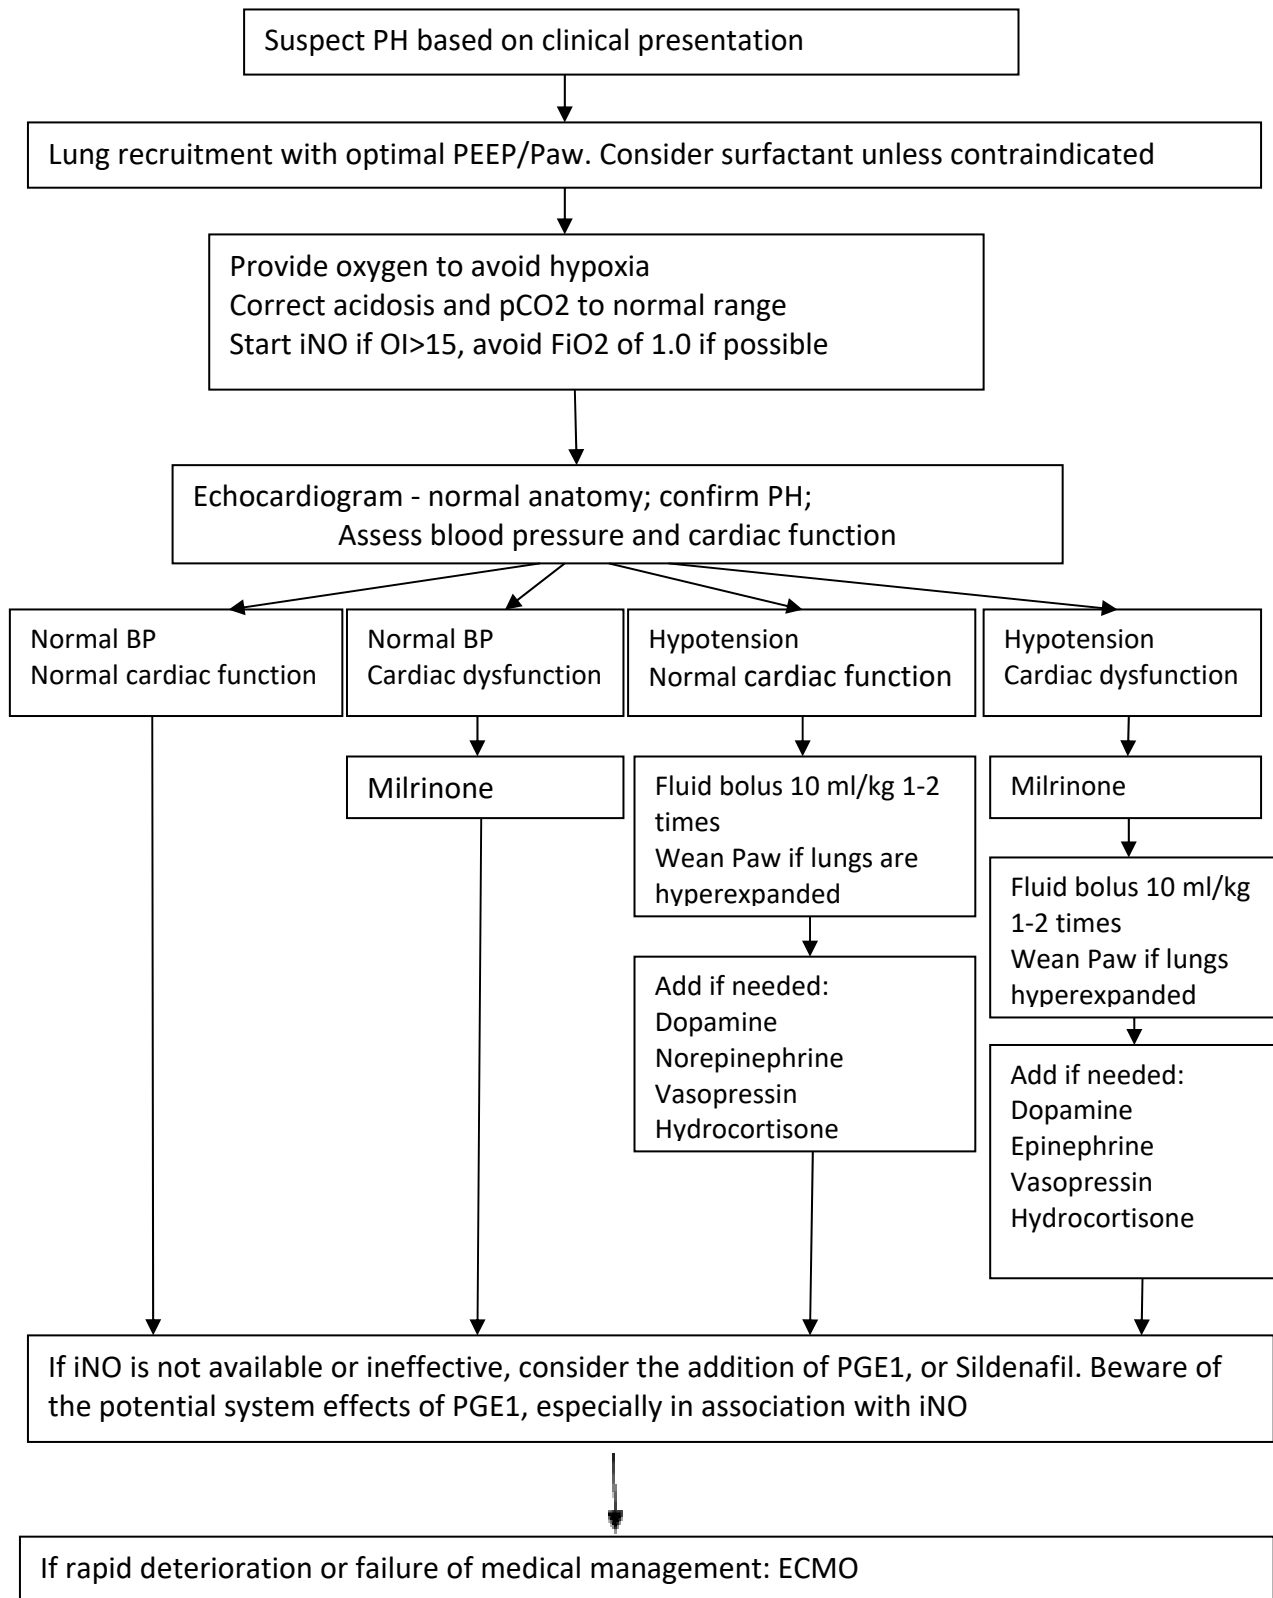 Suspect PH based on clinical presentation
Lung recruitment with optimal PEEP/Paw. Consider surfactant unless contraindicated
Provide oxygen to avoid hypoxia
Correct acidosis and pCO2 to normal range
Start iNO if OI>15, avoid FiO2 of 1.0 if possible
Echocardiogram - normal anatomy; confirm PH;
Assess blood pressure and cardiac function
Normal BP
Normal cardiac function
Normal BP
Cardiac dysfunction
Hypotension
Normal cardiac function
Hypotension
Cardiac dysfunction
Milrinone
Fluid bolus 10 ml/kg 1-2
times
Wean Paw if lungs are
hyperexpanded
Milrinone
Fluid bolus 10 ml/kg
1-2 times
Wean Paw if lungs
hyperexpanded
Add if needed:
Dopamine
Norepinephrine
Vasopressin
Hydrocortisone
Add if needed:
Dopamine
Epinephrine
Vasopressin
Hydrocortisone
If iNO is not available or ineffective, consider the addition of PGE1, or Sildenafil. Beware of
the potential system effects of PGE1, especially in association with iNO
If rapid deterioration or failure of medical management: ECMO